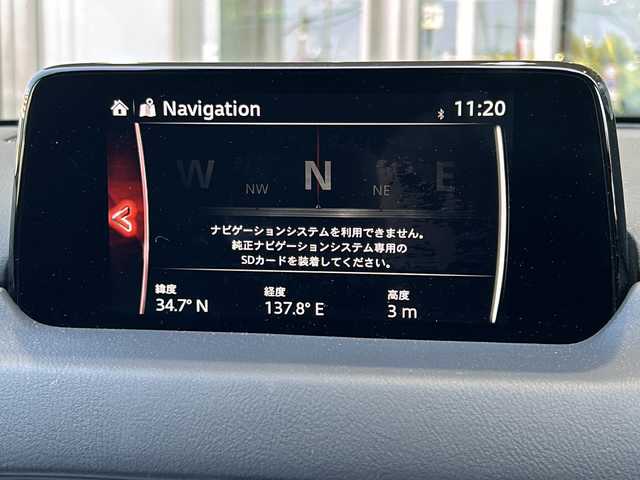 Navigation
11:20
W NW N NE E
ナビゲーションシステムを利用できません。
純正ナビゲーションシステム専用の
SDカードを装着してください。
緯度 経度 高度
34.7° N 137.8° E 3 m